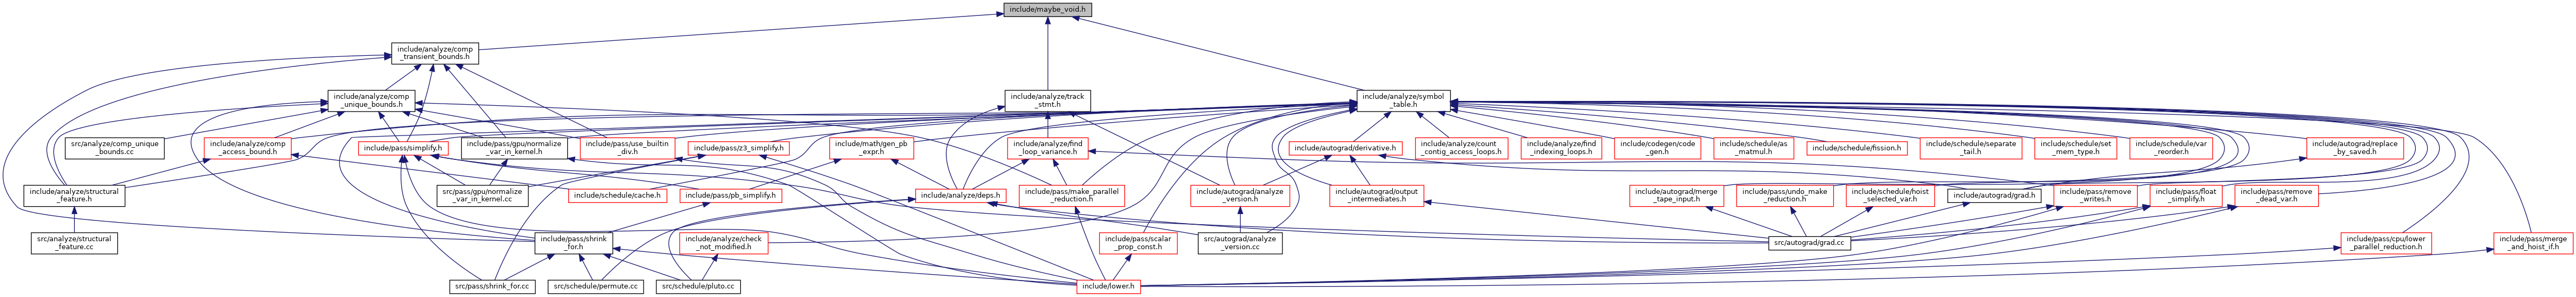 include/maybe_void.h
include/analyze/comp
_transient_bounds.h
include/analyze/comp
_unique_bounds.h
include/analyze/track
_stmt.h
include/analyze/symbol
_table.h
src/analyze/comp_unique
_bounds.cc
include/analyze/comp
_access_bound.h
include/pass/simplify.h
include/pass/gpu/normalize
_var_in_kernel.h
include/pass/use_builtin
_div.h
include/pass/z3_simplify.h
include/math/gen_pb
_expr.h
include/analyze/find
_loop_variance.h
include/autograd/derivative.h
include/analyze/count
_contig_access_loops.h
include/analyze/find
_indexing_loops.h
include/codegen/code
_gen.h
include/schedule/as
_matmul.h
include/schedule/fission.h
include/schedule/separate
_tail.h
include/schedule/set
_mem_type.h
include/schedule/var
_reorder.h
include/autograd/replace
_by_saved.h
include/analyze/structural
_feature.h
src/pass/gpu/normalize
_var_in_kernel.cc
include/schedule/cache.h
include/pass/pb_simplify.h
include/analyze/deps.h
include/pass/make_parallel
_reduction.h
include/autograd/analyze
_version.h
include/autograd/output
_intermediates.h
include/autograd/merge
_tape_input.h
include/pass/undo_make
_reduction.h
include/schedule/hoist
_selected_var.h
include/autograd/grad.h
include/pass/remove
_writes.h
include/pass/float
_simplify.h
include/pass/remove
_dead_var.h
src/analyze/structural
_feature.cc
include/pass/shrink
_for.h
include/analyze/check
_not_modified.h
include/pass/scalar
_prop_const.h
src/autograd/analyze
_version.cc
src/autograd/grad.cc
include/pass/cpu/lower
_parallel_reduction.h
include/pass/merge
_and_hoist_if.h
src/pass/shrink_for.cc
src/schedule/permute.cc
src/schedule/pluto.cc
include/lower.h